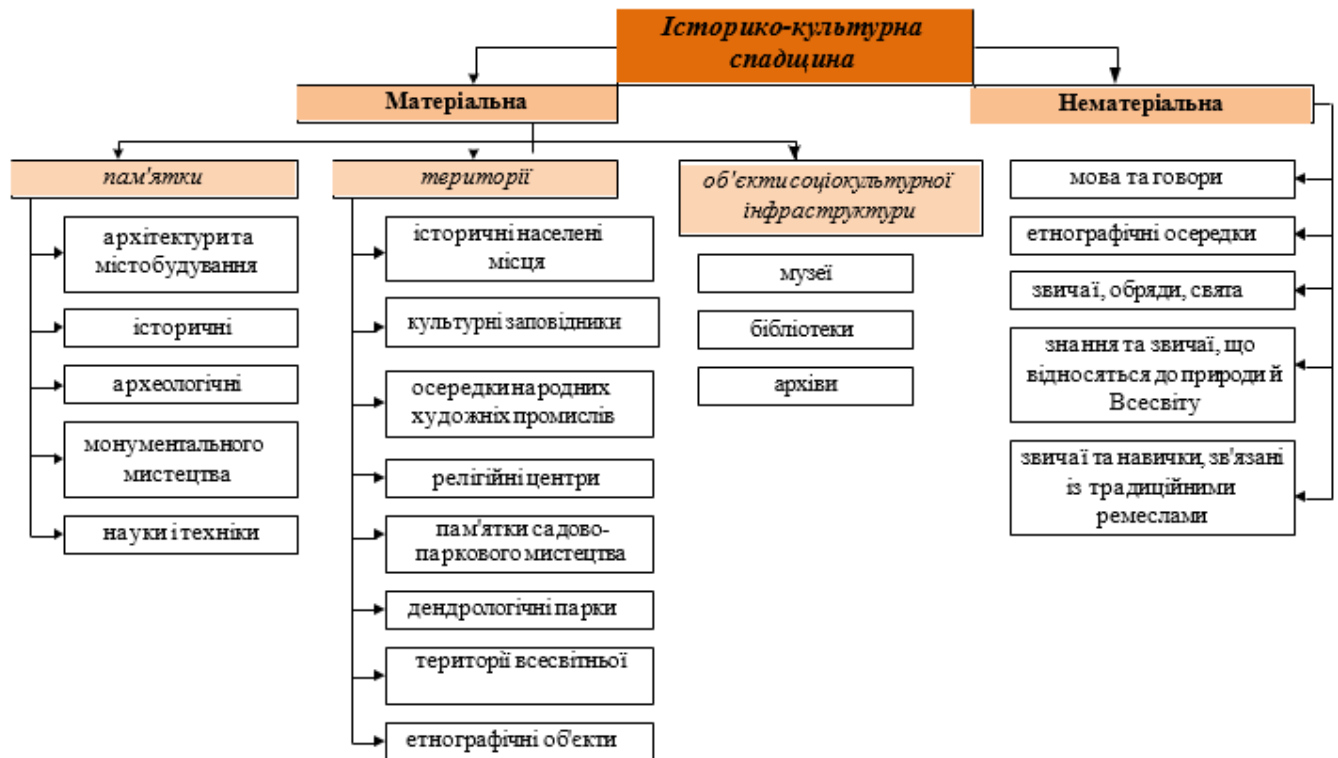 Історико-культурна
спадщина
Матеріальна
Нематеріальна
пам'ятки
архітектури та
містобудування
історичні
археологічні
монументального
мистецтва
науки і техніки
території
історичні населені
місця
культурні заповідники
осередки народних
художніх промислів
релігійні центри
пам'ятки садово-
паркового мистецтва
дендрологічні парки
території всесвітньої
етнографічні об'єкти
об'єкти соціокультурної
інфраструктури
музеї
бібліотеки
архіви
мова та говори
етнографічні осередки
звичаї, обряди, свята
знання та звичаї, що
відносяться до природи й
Всесвіту
звичаї та навички, зв'язані
із традиційними
ремеслами